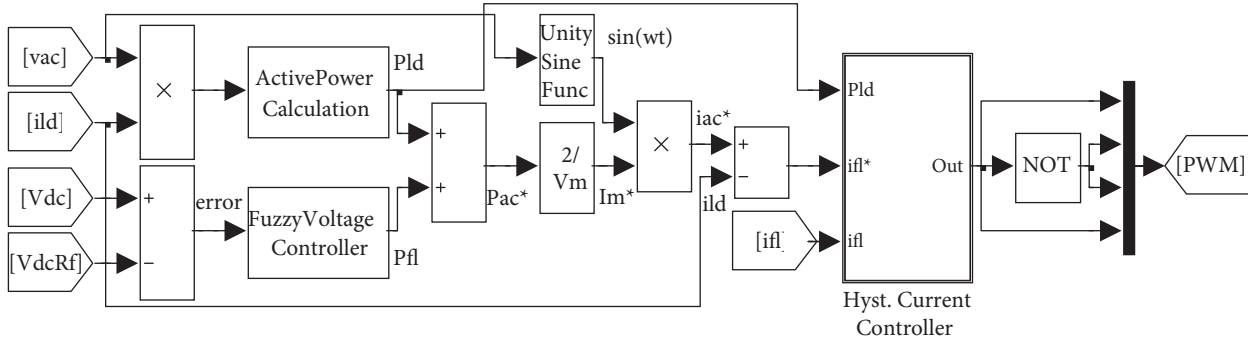 [vac]
[ild]
[Vdc]
[VdcRf]
×
+
−
error
ActivePower
Calculation
Pld
FuzzyVoltage
Controller
Pfl
+
+
Pac*
Unity
Sine
Func
sin(wt)
2/
Vm
Im*
×
iac*
+
−
ild
[ifl]
Pld
ifl*
ifl
Out
Hyst. Current
Controller
NOT
[PWM]